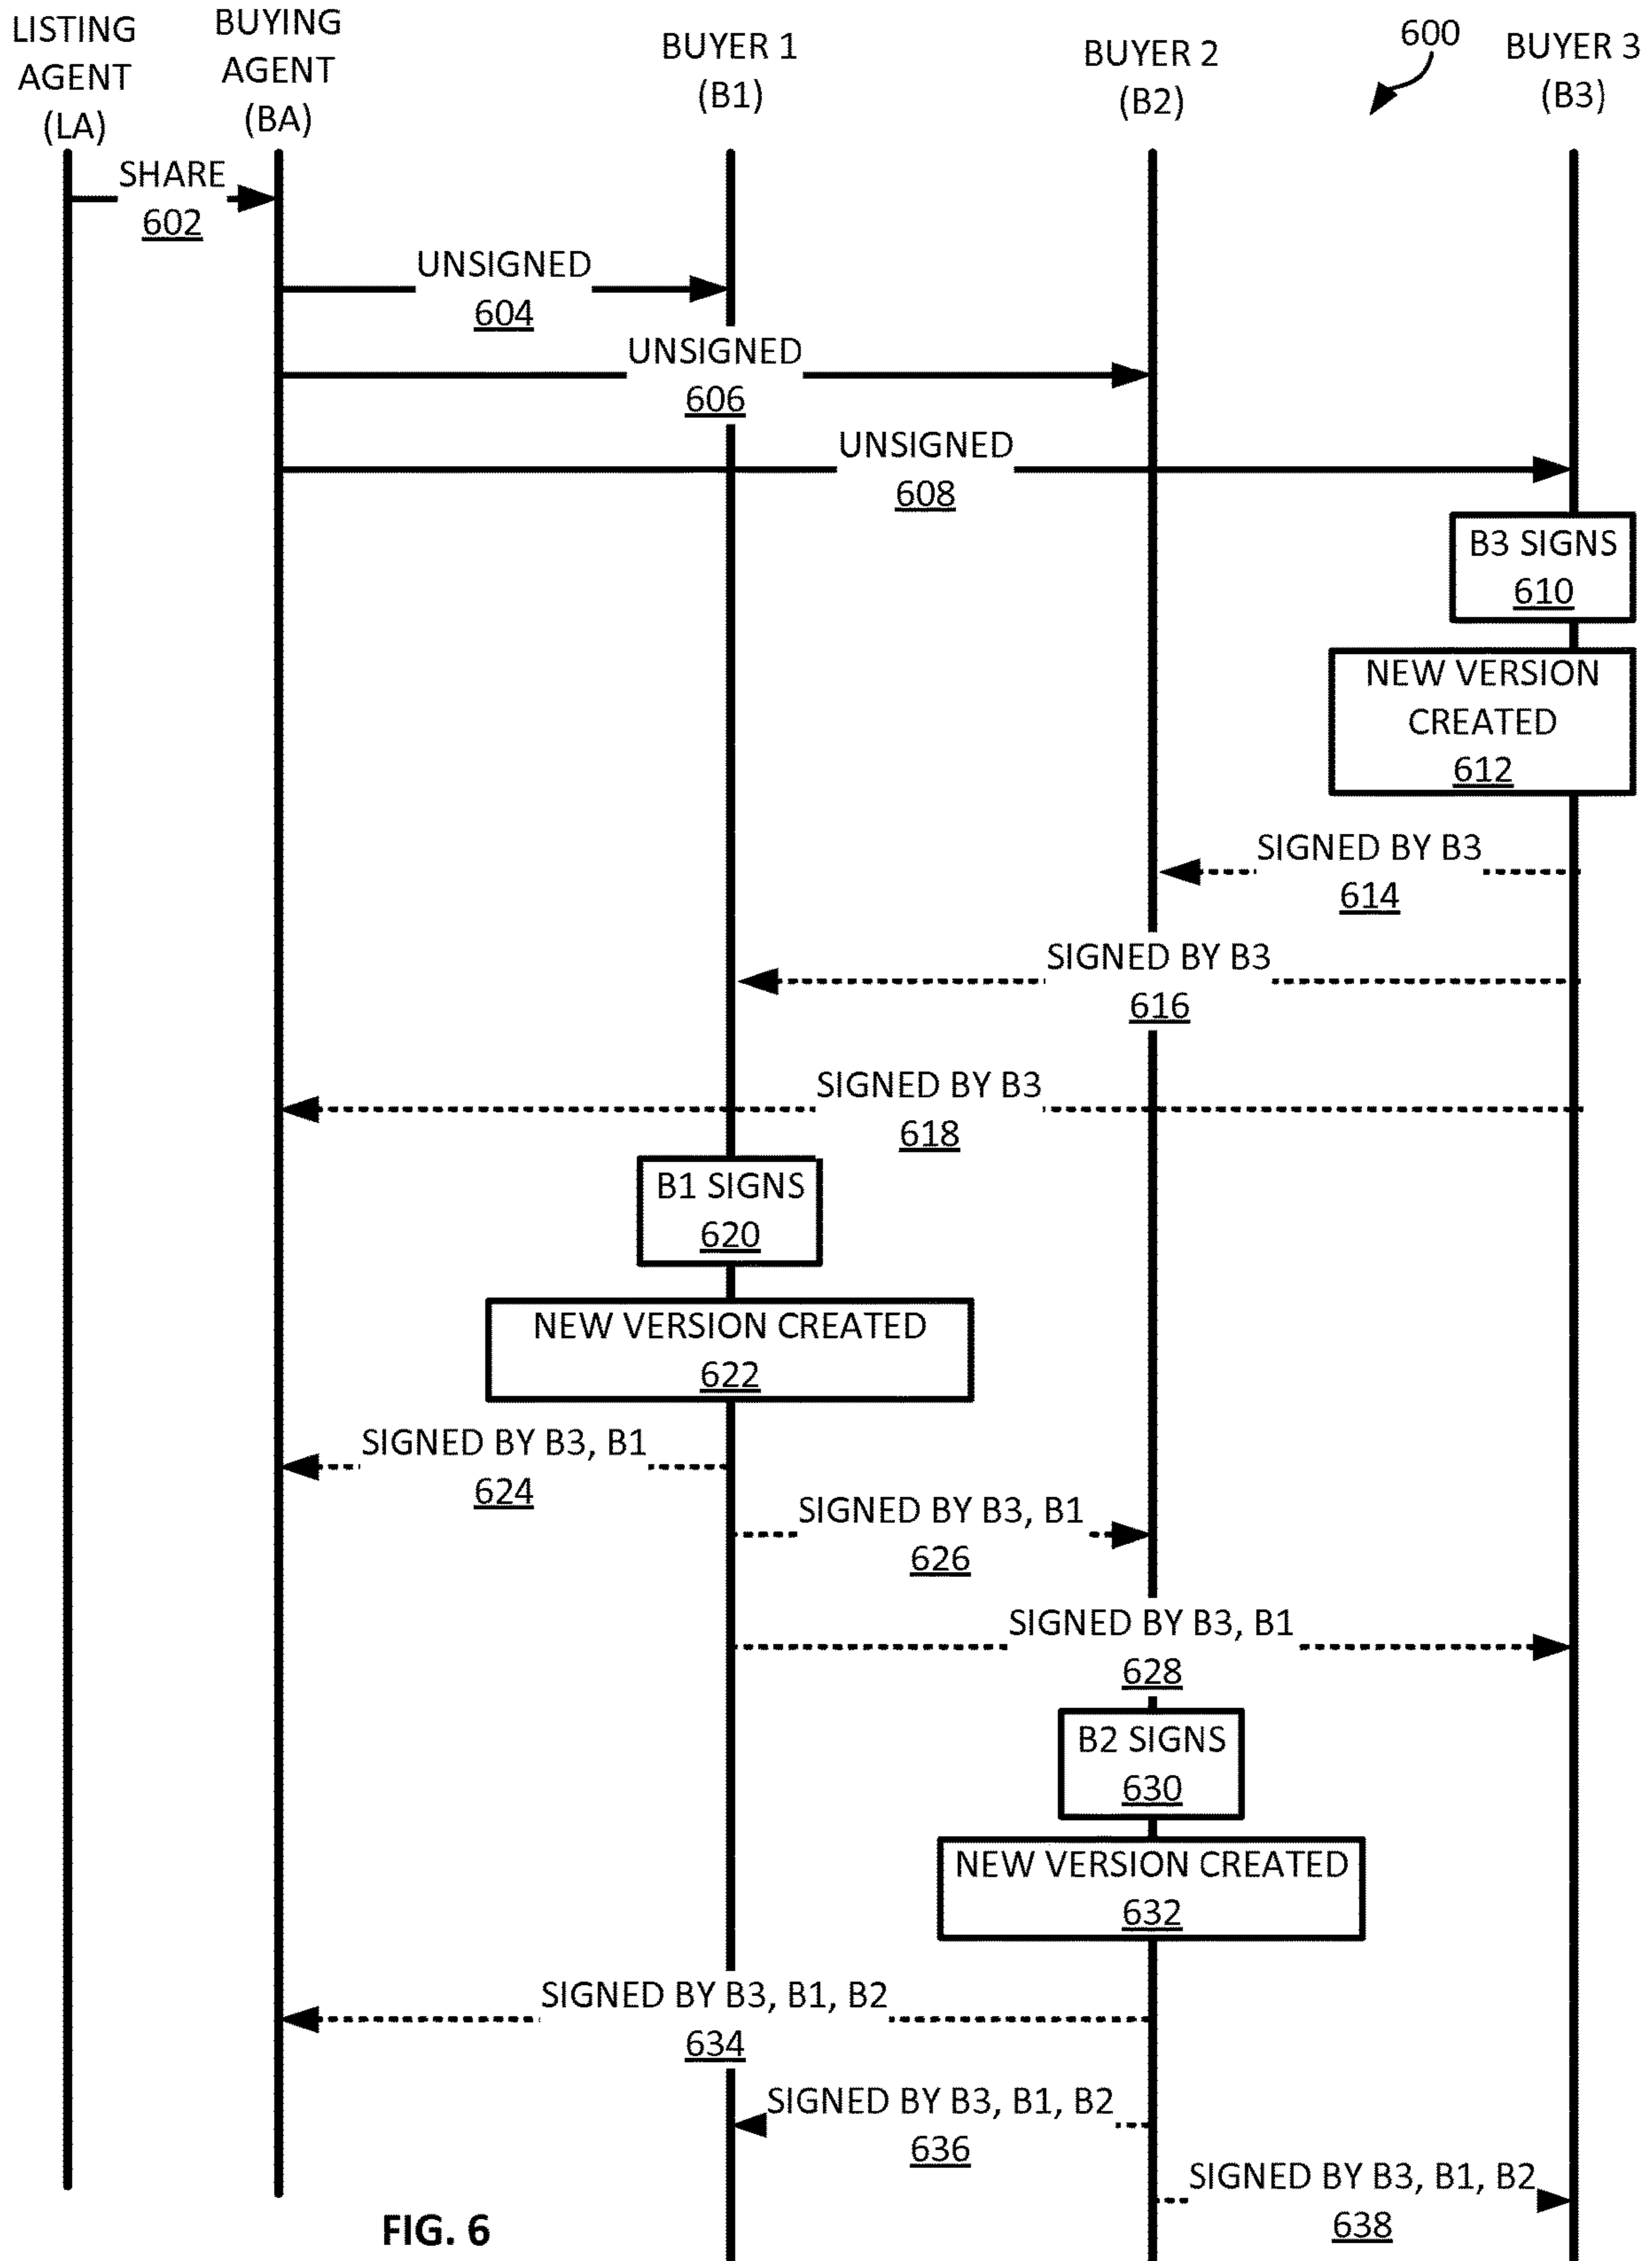 LISTING
AGENT
(LA)
BUYING
AGENT
(BA)
BUYER 1
(B1)
BUYER 2
(B2)
600
BUYER 3
(B3)
SHARE
602
UNSIGNED
604
UNSIGNED
606
UNSIGNED
608
B3 SIGNS
610
NEW VERSION
CREATED
612
SIGNED BY B3
614
SIGNED BY B3
616
SIGNED BY B3
618
B1 SIGNS
620
NEW VERSION CREATED
622
SIGNED BY B3, B1
624
SIGNED BY B3, B1
626
SIGNED BY B3, B1
628
B2 SIGNS
630
NEW VERSION CREATED
632
SIGNED BY B3, B1, B2
634
SIGNED BY B3, B1, B2
636
SIGNED BY B3, B1, B2
638
FIG. 6